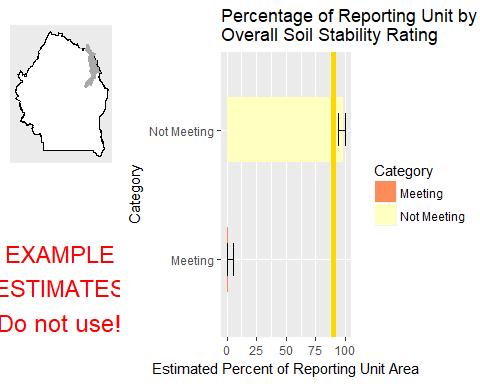 Percentage of Reporting Unit by
Overall Soil Stability Rating
Not Meeting
Meeting
Category
0 25 50 75 100
Estimated Percent of Reporting Unit Area
Category
Meeting
Not Meeting
EXAMPLE
ESTIMATES
Do not use!